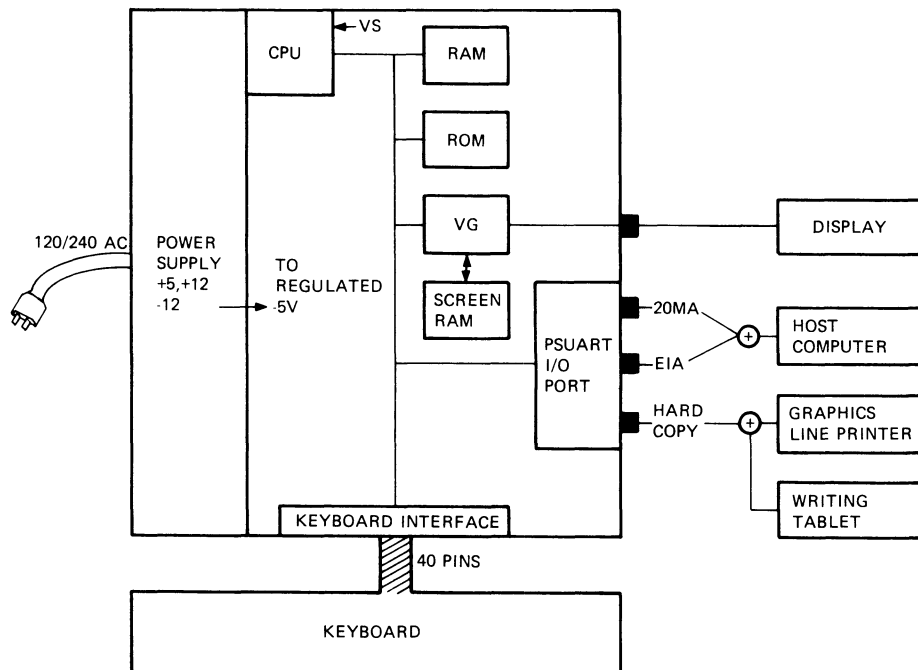 VS
CPU
RAM
ROM
VG
DISPLAY
120/240 AC
POWER
SUPPLY
+5,+12
-12
TO
REGULATED
-5V
SCREEN
RAM
20MA
HOST
COMPUTER
PSUART
I/O
PORT
EIA
HARD
COPY
GRAPHICS
LINE PRINTER
WRITING
TABLET
KEYBOARD INTERFACE
40 PINS
KEYBOARD